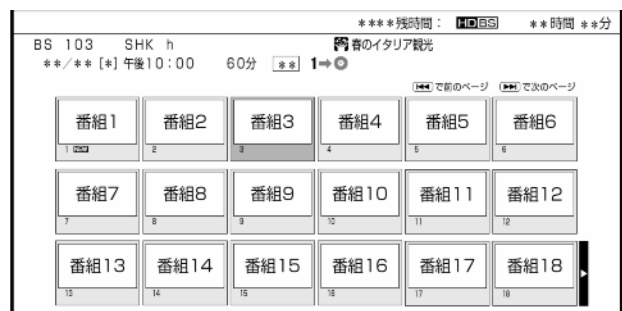 ****残時間： HD BS **時間 **分
BS 103 SHK h 春のイタリア観光
**/** [*] 午後10:00 60分 ** 1➡
で前のページ で次のページ
番組1 番組2 番組3 番組4 番組5 番組6
1 2 3 4 5 6
番組7 番組8 番組9 番組10 番組11 番組12
7 8 9 10 11 12
番組13 番組14 番組15 番組16 番組17 番組18
13 14 15 16 17 18